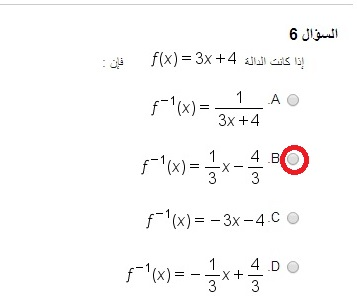 السؤال 6
إذا كانت الدالة f(x) = 3x + 4 فإن :
.A f⁻¹(x) = 1/(3x + 4)
.B f⁻¹(x) = 1/3 x − 4/3
.C f⁻¹(x) = − 3x − 4
.D f⁻¹(x) = − 1/3 x + 4/3